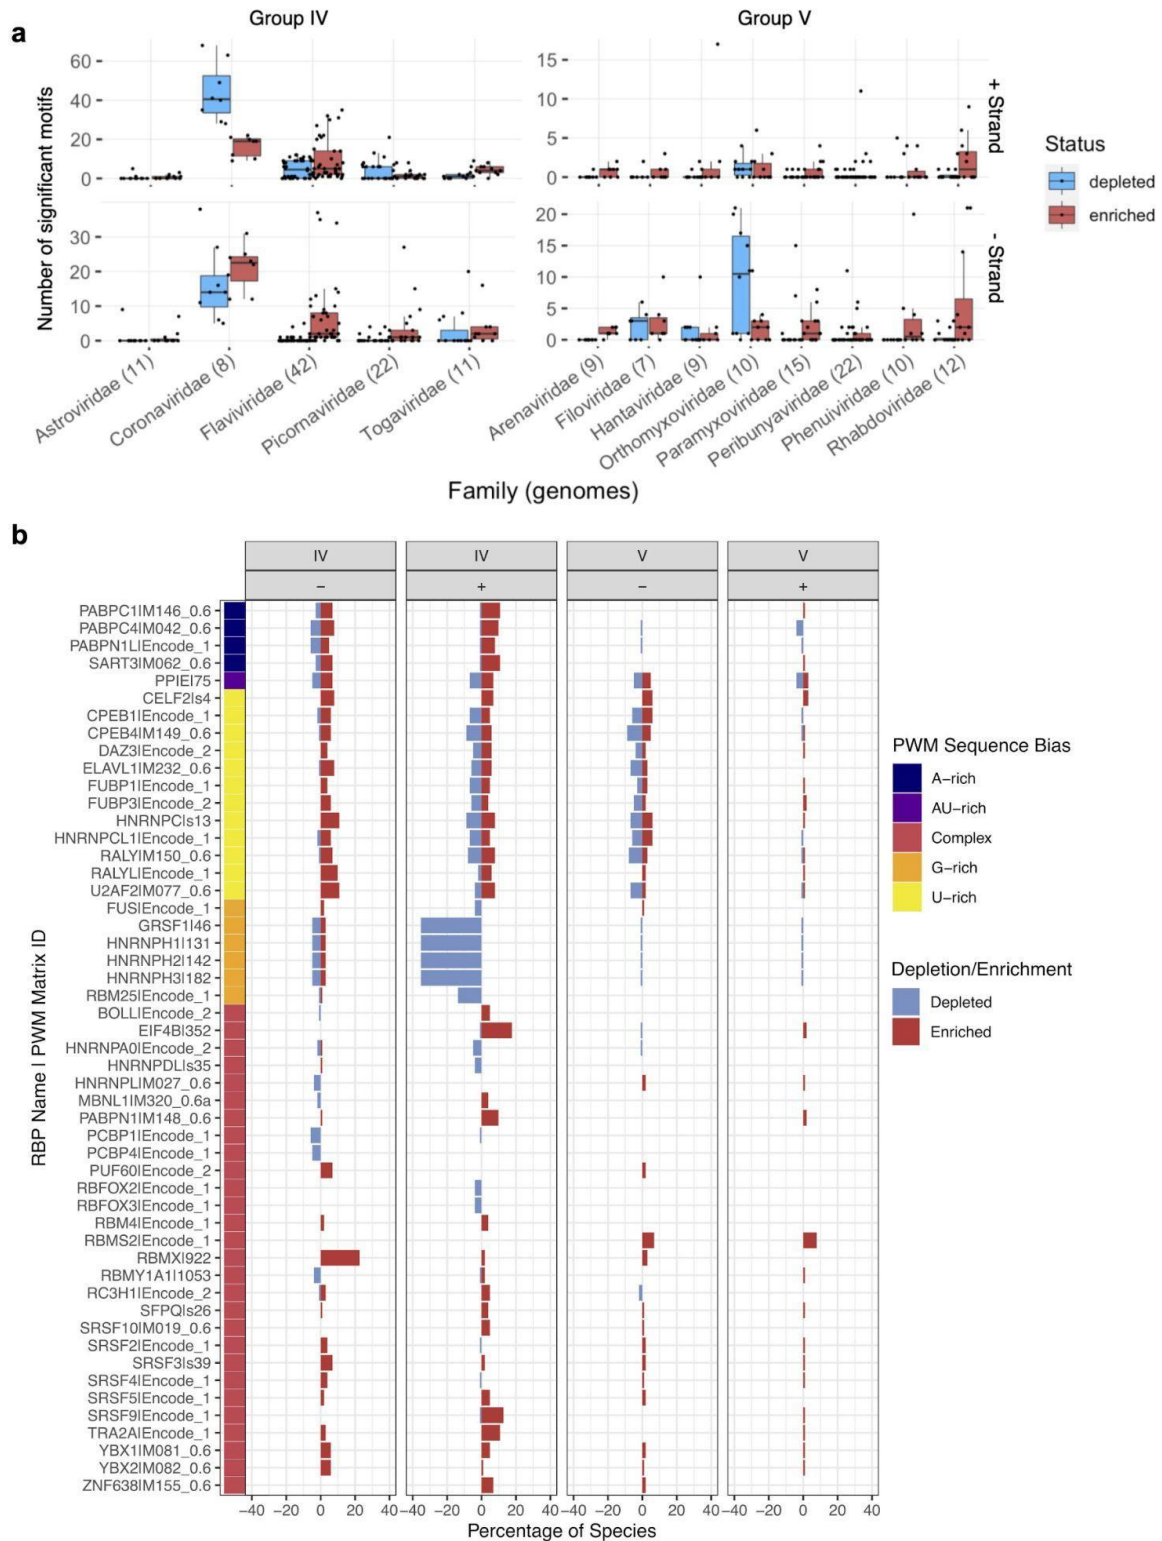 a
Group IV
Group V
Number of significant motifs
60
40
20
0
30
20
10
0
15
10
5
0
20
15
10
5
0
+ Strand
- Strand
Status
depleted
enriched
Astroviridae (11)
Coronaviridae (8)
Flaviviridae (42)
Picornaviridae (22)
Togaviridae (11)
Arenaviridae (9)
Filoviridae (7)
Hantaviridae (9)
Orthomyxoviridae (10)
Paramyxoviridae (15)
Peribunyaviridae (22)
Phenuiviridae (10)
Rhabdoviridae (12)
Family (genomes)
b
IV IV V V
− + − +
RBP Name | PWM Matrix ID
PABPC1|M146_0.6
PABPC4|M042_0.6
PABPN1L|Encode_1
SART3|M062_0.6
PPIE|75
CELF2|s4
CPEB1|Encode_1
CPEB4|M149_0.6
DAZ3|Encode_2
ELAVL1|M232_0.6
FUBP1|Encode_1
FUBP3|Encode_2
HNRNPC|s13
HNRNPCL1|Encode_1
RALY|M150_0.6
RALYL|Encode_1
U2AF2|M077_0.6
FUS|Encode_1
GRSF1|46
HNRNPH1|131
HNRNPH2|142
HNRNPH3|182
RBM25|Encode_1
BOLL|Encode_2
EIF4B|352
HNRNPA0|Encode_2
HNRNPDL|s35
HNRNPL|M027_0.6
MBNL1|M320_0.6a
PABPN1|M148_0.6
PCBP1|Encode_1
PCBP4|Encode_1
PUF60|Encode_2
RBFOX2|Encode_1
RBFOX3|Encode_1
RBM4|Encode_1
RBMS2|Encode_1
RBMX|922
RBMY1A1|1053
RC3H1|Encode_2
SFPQ|s26
SRSF10|M019_0.6
SRSF2|Encode_1
SRSF3|s39
SRSF4|Encode_1
SRSF5|Encode_1
SRSF9|Encode_1
TRA2A|Encode_1
YBX1|M081_0.6
YBX2|M082_0.6
ZNF638|M155_0.6
−40 −20 0 20 40 −40 −20 0 20 40 −40 −20 0 20 40 −40 −20 0 20 40
Percentage of Species
PWM Sequence Bias
A−rich
AU−rich
Complex
G−rich
U−rich
Depletion/Enrichment
Depleted
Enriched